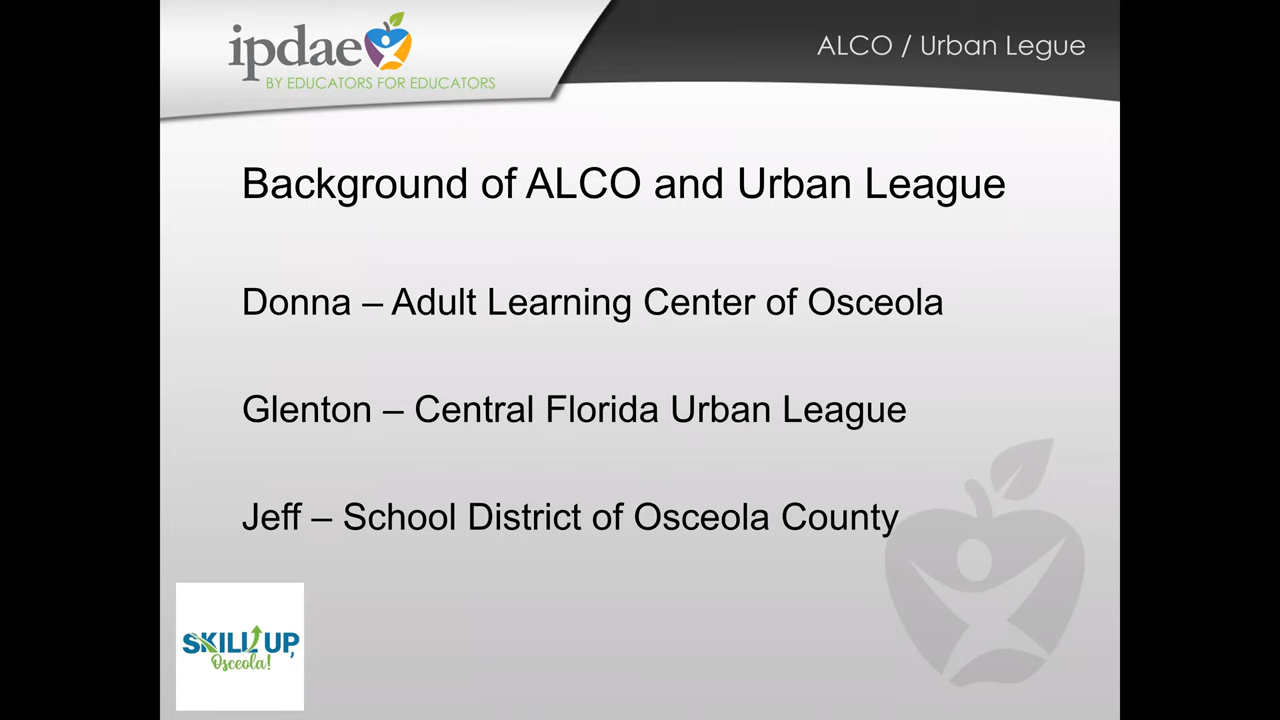 ipdae
BY EDUCATORS FOR EDUCATORS
ALCO / Urban Legue
Background of ALCO and Urban League
Donna – Adult Learning Center of Osceola
Glenton – Central Florida Urban League
Jeff – School District of Osceola County
SKILL UP,
Osceola!